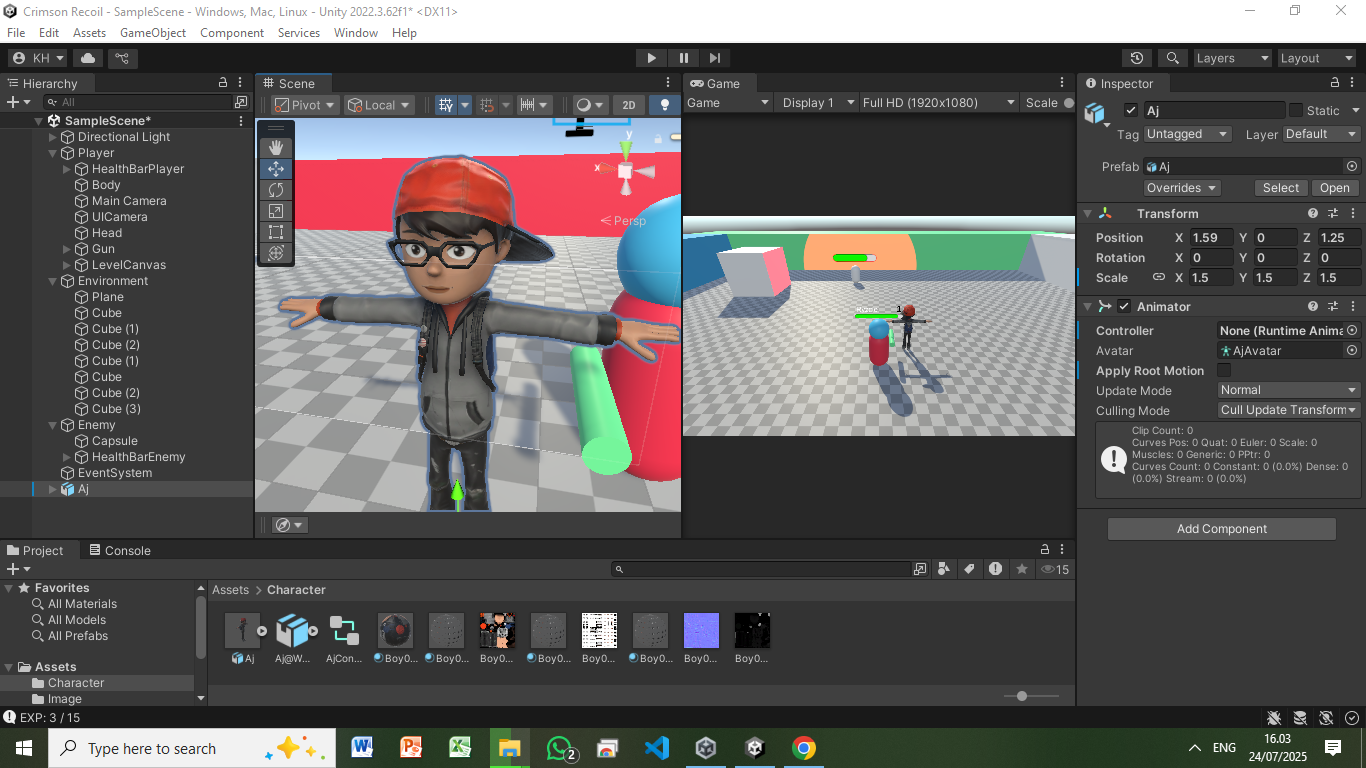 Crimson Recoil - SampleScene - Windows, Mac, Linux - Unity 2022.3.62f1* <DX11>
File Edit Assets GameObject Component Services Window Help
KH
Layers
Layout
Hierarchy
All
SampleScene*
Directional Light
Player
HealthBarPlayer
Body
Main Camera
UICamera
Head
Gun
LevelCanvas
Environment
Plane
Cube
Cube (1)
Cube (2)
Cube (1)
Cube
Cube (2)
Cube (3)
Enemy
Capsule
HealthBarEnemy
EventSystem
Aj
Scene
Pivot
Local
2D
y
x
Persp
Game
Game
Display 1
Full HD (1920x1080)
Scale
1
Inspector
Aj
Static
Tag Untagged
Layer Default
Prefab Aj
Overrides
Select
Open
Transform
Position X 1.59 Y 0 Z 1.25
Rotation X 0 Y 0 Z 0
Scale X 1.5 Y 1.5 Z 1.5
Animator
Controller None (Runtime Anima
Avatar AjAvatar
Apply Root Motion
Update Mode Normal
Culling Mode Cull Update Transform
Clip Count: 0
Curves Pos: 0 Quat: 0 Euler: 0 Scale: 0
Muscles: 0 Generic: 0 PPtr: 0
Curves Count: 0 Constant: 0 (0.0%) Dense: 0
(0.0%) Stream: 0 (0.0%)
Add Component
Project
Console
15
Favorites
All Materials
All Models
All Prefabs
Assets
Character
Image
Assets > Character
Aj
Aj@W...
AjCon...
Boy0...
Boy0...
Boy0...
Boy0...
Boy0...
Boy0...
Boy0...
Boy0...
EXP: 3 / 15
Type here to search
2
ENG
16.03
24/07/2025